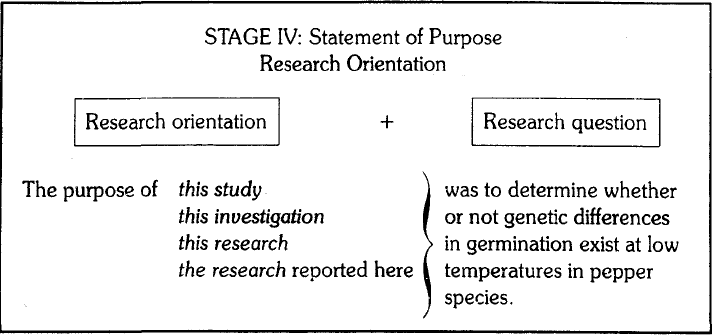 STAGE IV: Statement of Purpose
Research Orientation
Research orientation + Research question
The purpose of this study
this investigation
this research
the research reported here
was to determine whether
or not genetic differences
in germination exist at low
temperatures in pepper
species.